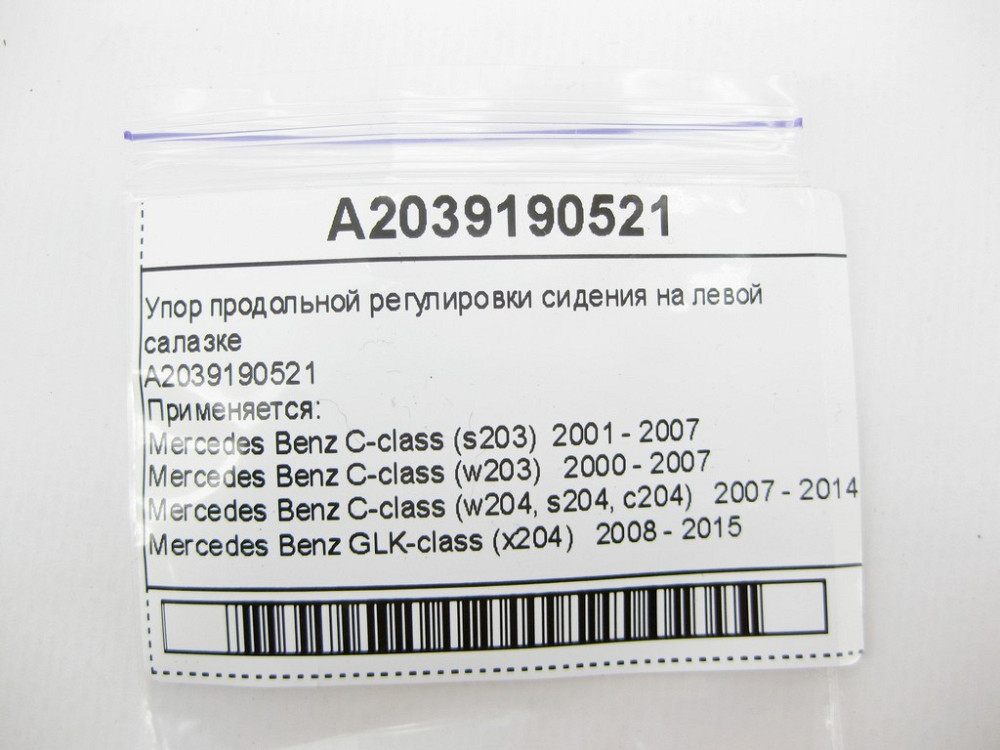 A2039190521
Упор продольной регулировки сидения на левой
салазке
A2039190521
Применяется:
Mercedes Benz C-class (s203) 2001 - 2007
Mercedes Benz C-class (w203) 2000 - 2007
Mercedes Benz C-class (w204, s204, c204) 2007 - 2014
Mercedes Benz GLK-class (x204) 2008 - 2015